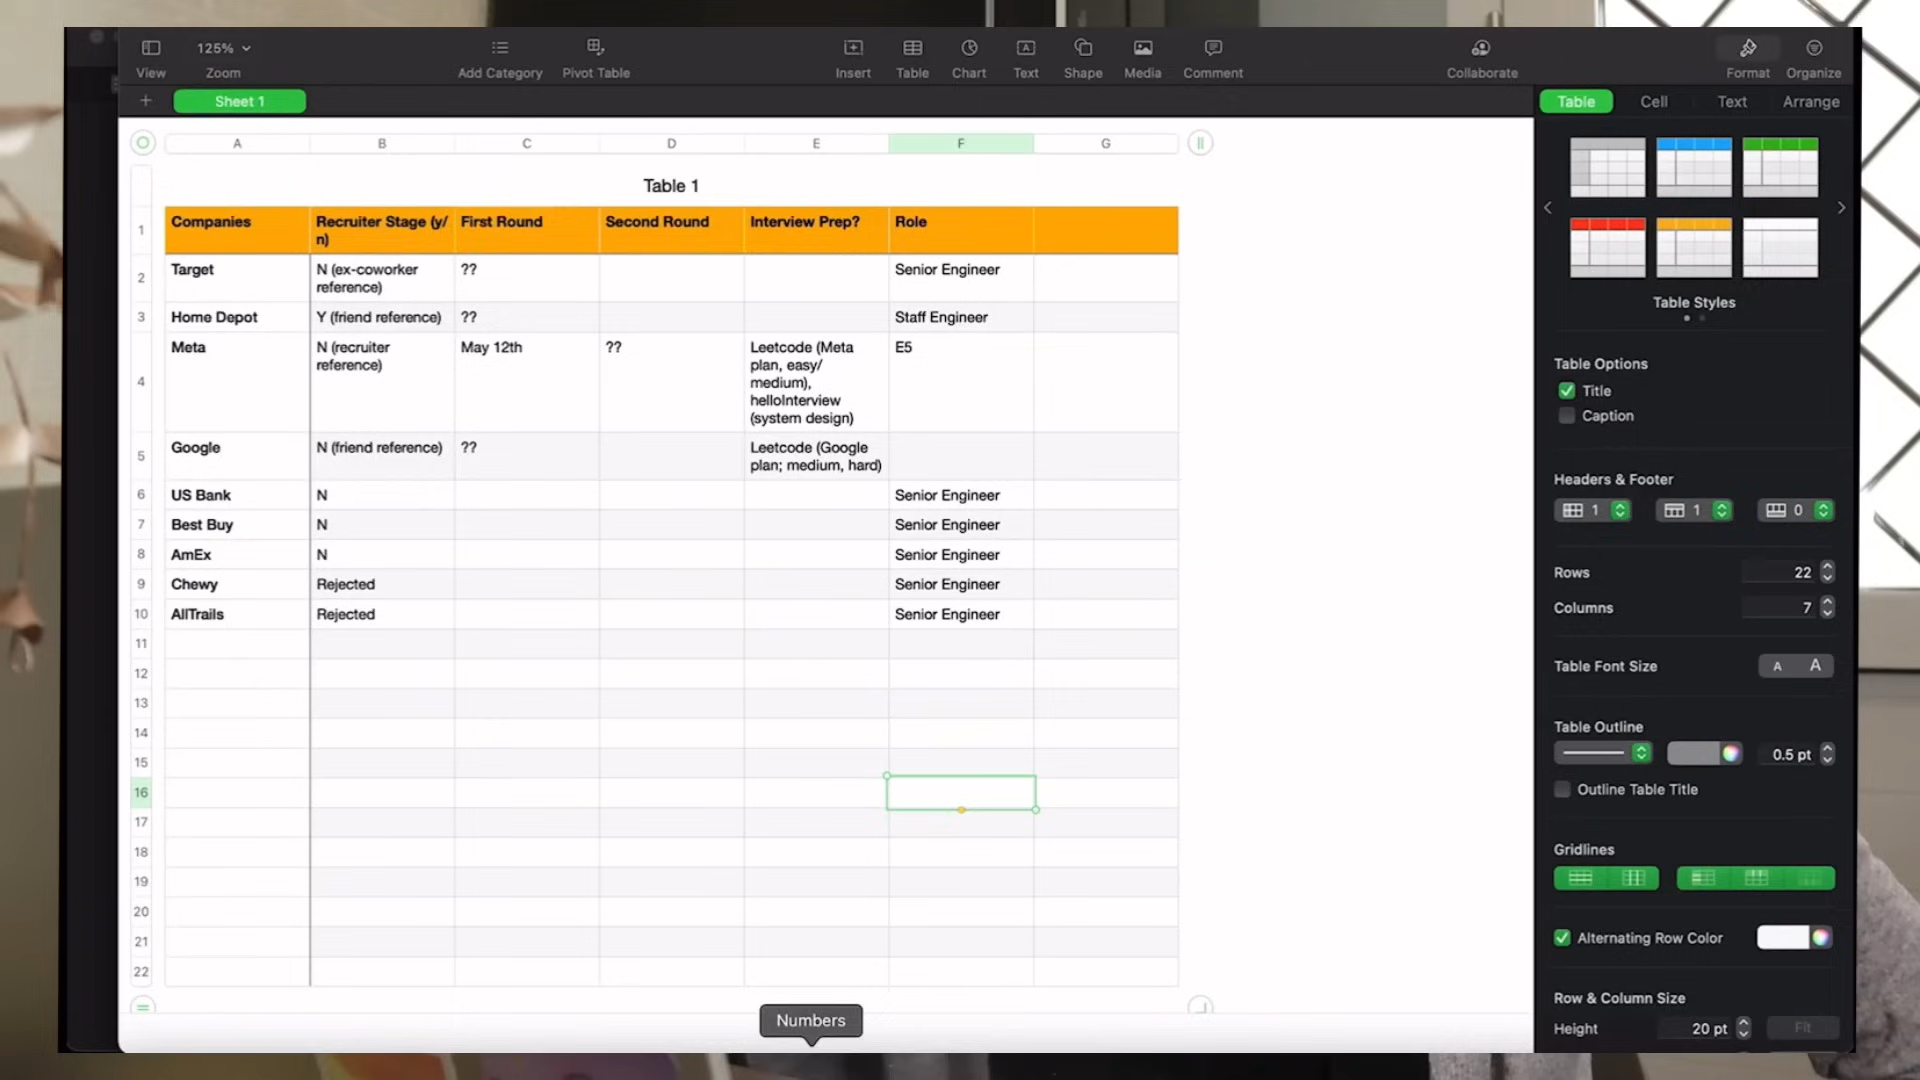 125%
View
Zoom
Add Category
Pivot Table
Insert
Table
Chart
Text
Shape
Media
Comment
Collaborate
Format
Organize
+
Sheet 1
Table
Cell
Text
Arrange
A B C D E F G
Table 1
1
Companies
Recruiter Stage (y/
n)
First Round
Second Round
Interview Prep?
Role
2
Target
N (ex-coworker
reference)
??
Senior Engineer
3
Home Depot
Y (friend reference)
??
Staff Engineer
4
Meta
N (recruiter
reference)
May 12th
??
Leetcode (Meta
plan, easy/
medium),
helloInterview
(system design)
E5
5
Google
N (friend reference)
??
Leetcode (Google
plan; medium, hard)
6
US Bank
N
Senior Engineer
7
Best Buy
N
Senior Engineer
8
AmEx
N
Senior Engineer
9
Chewy
Rejected
Senior Engineer
10
AllTrails
Rejected
Senior Engineer
11
12
13
14
15
16
17
18
19
20
21
22
Table Styles
Table Options
Title
Caption
Headers & Footer
1
1
0
Rows
22
Columns
7
Table Font Size
A A
Table Outline
0.5 pt
Outline Table Title
Gridlines
Alternating Row Color
Row & Column Size
Height
20 pt
Fit
Numbers